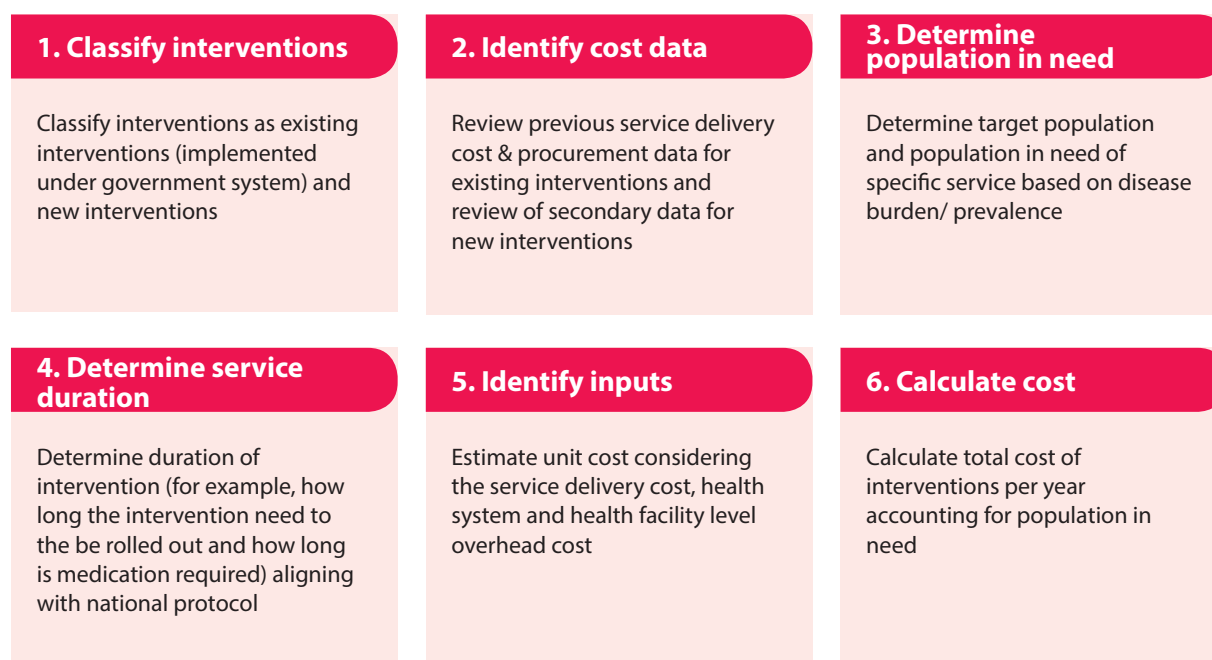 1. Classify interventions
Classify interventions as existing
interventions (implemented
under government system) and
new interventions
2. Identify cost data
Review previous service delivery
cost & procurement data for
existing interventions and
review of secondary data for
new interventions
3. Determine
population in need
Determine target population
and population in need of
specific service based on disease
burden/ prevalence
4. Determine service
duration
Determine duration of
intervention (for example, how
long the intervention need to
the be rolled out and how long
is medication required) aligning
with national protocol
5. Identify inputs
Estimate unit cost considering
the service delivery cost, health
system and health facility level
overhead cost
6. Calculate cost
Calculate total cost of
interventions per year
accounting for population in
need